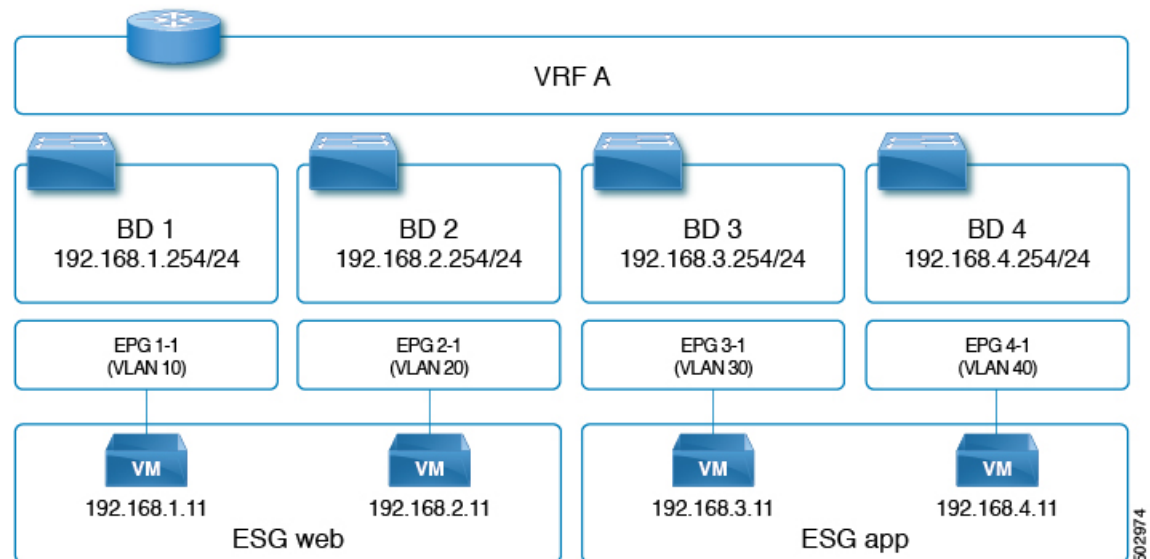 VRF A
BD 1
192.168.1.254/24
BD 2
192.168.2.254/24
BD 3
192.168.3.254/24
BD 4
192.168.4.254/24
EPG 1-1
(VLAN 10)
EPG 2-1
(VLAN 20)
EPG 3-1
(VLAN 30)
EPG 4-1
(VLAN 40)
VM
192.168.1.11
VM
192.168.2.11
ESG web
VM
192.168.3.11
VM
192.168.4.11
ESG app
502974